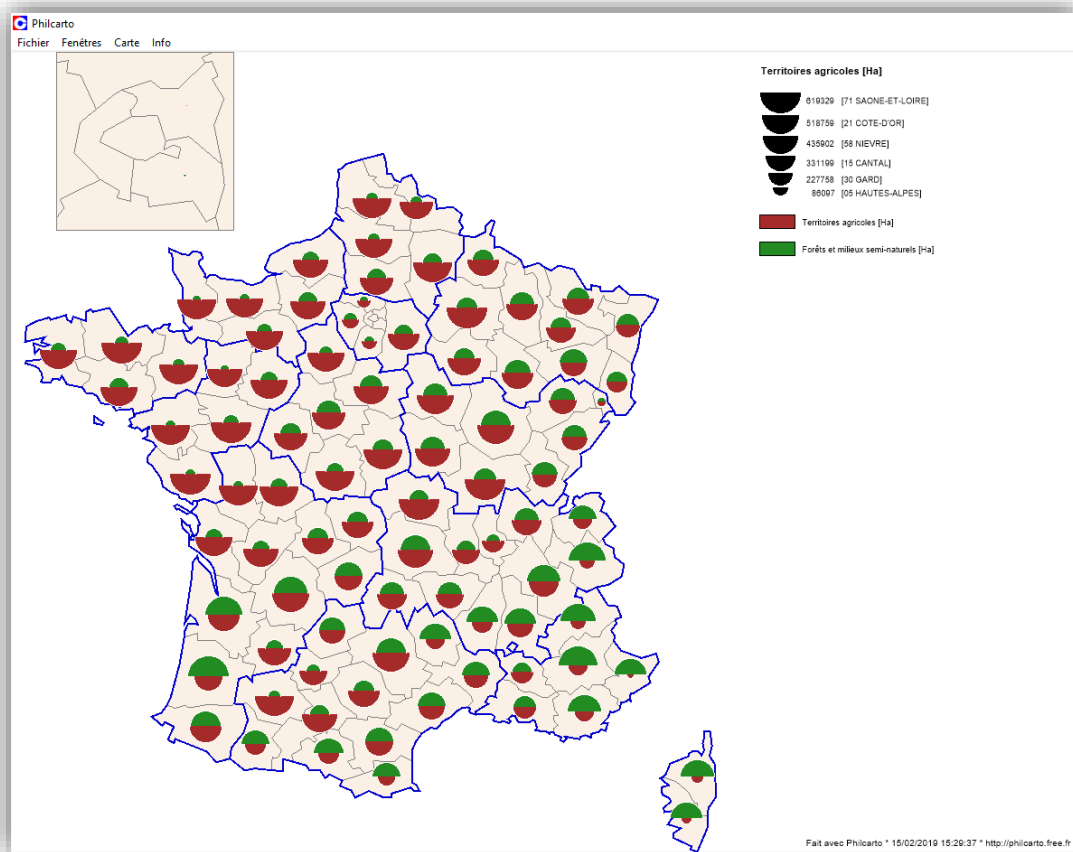 Philcarto
Fichier Fenêtres Carte Info
Territoires agricoles [Ha]
619329 [71 SAONE-ET-LOIRE]
518759 [21 COTE-D'OR]
435902 [58 NIEVRE]
331199 [15 CANTAL]
227758 [30 GARD]
86097 [05 HAUTES-ALPES]
Territoires agricoles [Ha]
Forêts et milieux semi-naturels [Ha]
Fait avec Philcarto * 15/02/2019 15:29:37 * http://philcarto.free.fr